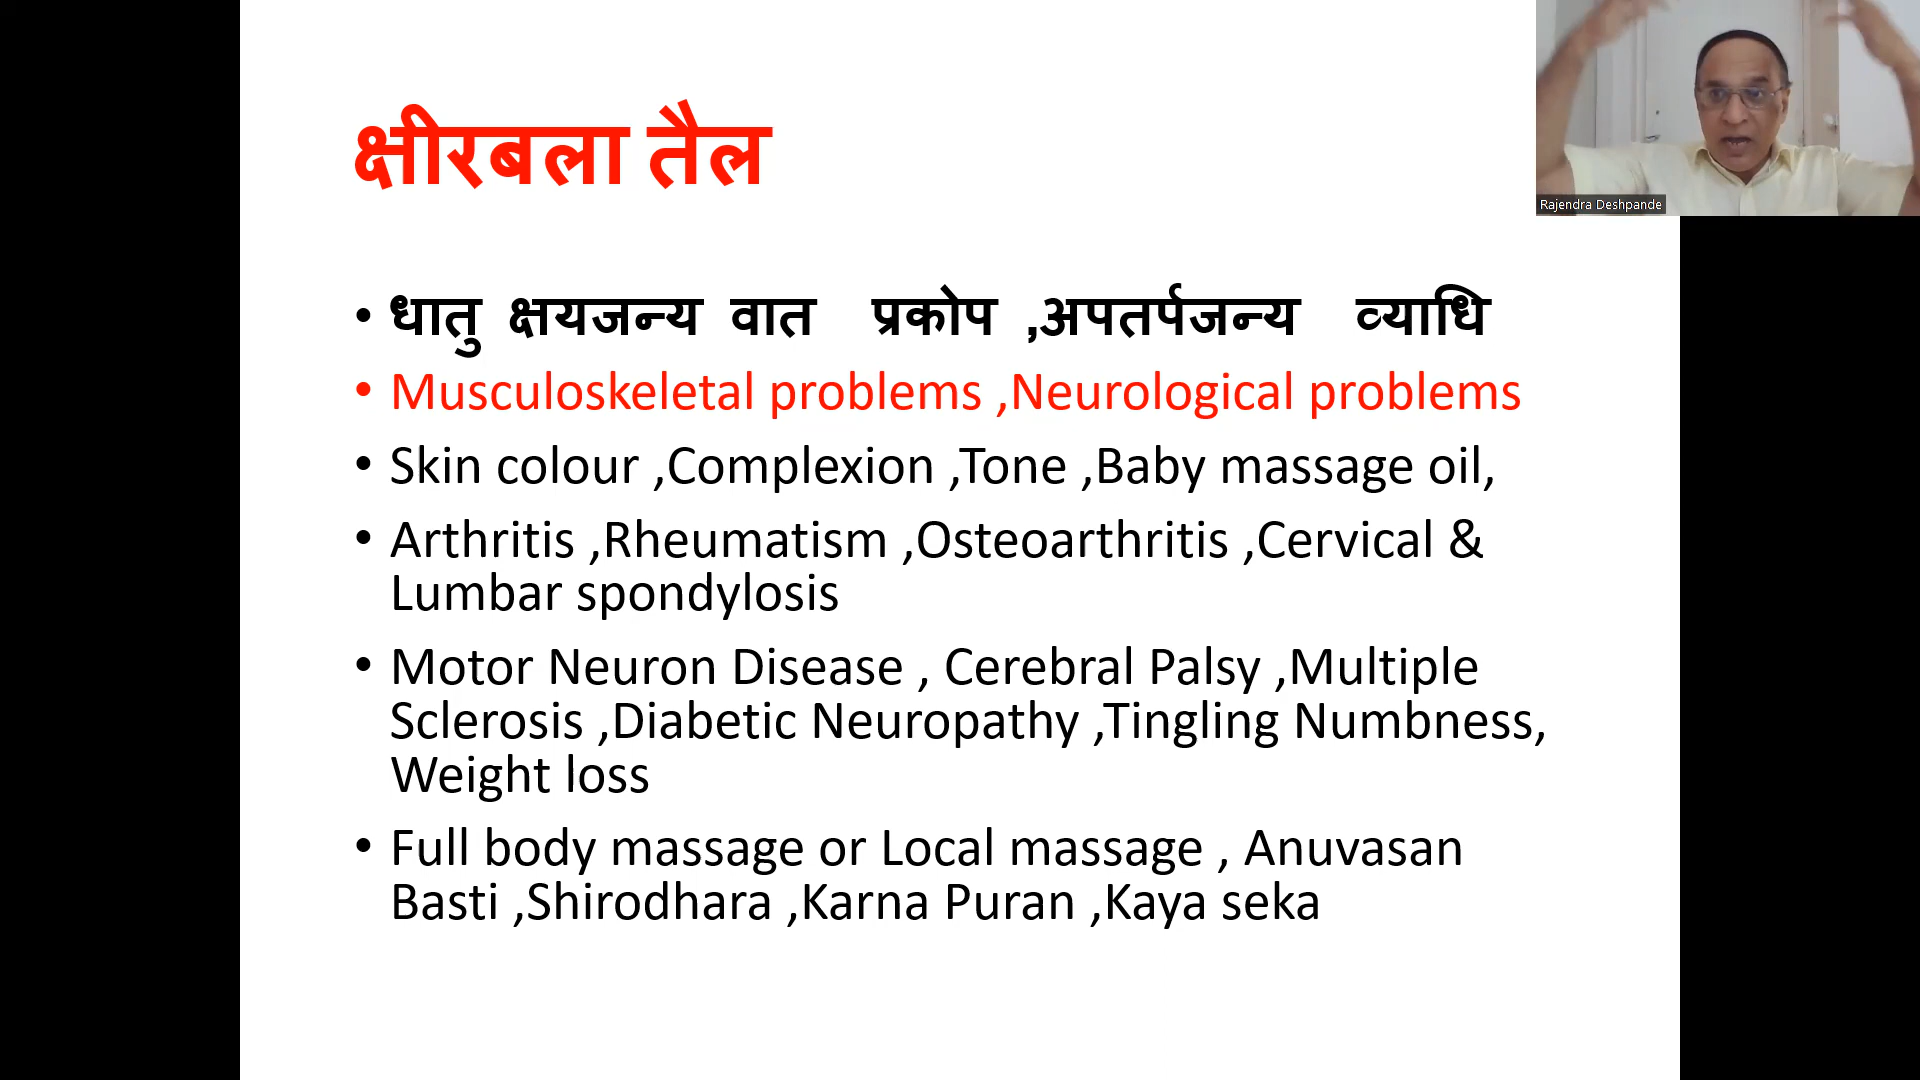 क्षीरबला तैल
Rajendra Deshpande
• धातु क्षयजन्य वात प्रकोप ,अपतर्पजन्य व्याधि
• Musculoskeletal problems ,Neurological problems
• Skin colour ,Complexion ,Tone ,Baby massage oil,
• Arthritis ,Rheumatism ,Osteoarthritis ,Cervical &
Lumbar spondylosis
• Motor Neuron Disease , Cerebral Palsy ,Multiple
Sclerosis ,Diabetic Neuropathy ,Tingling Numbness,
Weight loss
• Full body massage or Local massage , Anuvasan
Basti ,Shirodhara ,Karna Puran ,Kaya seka